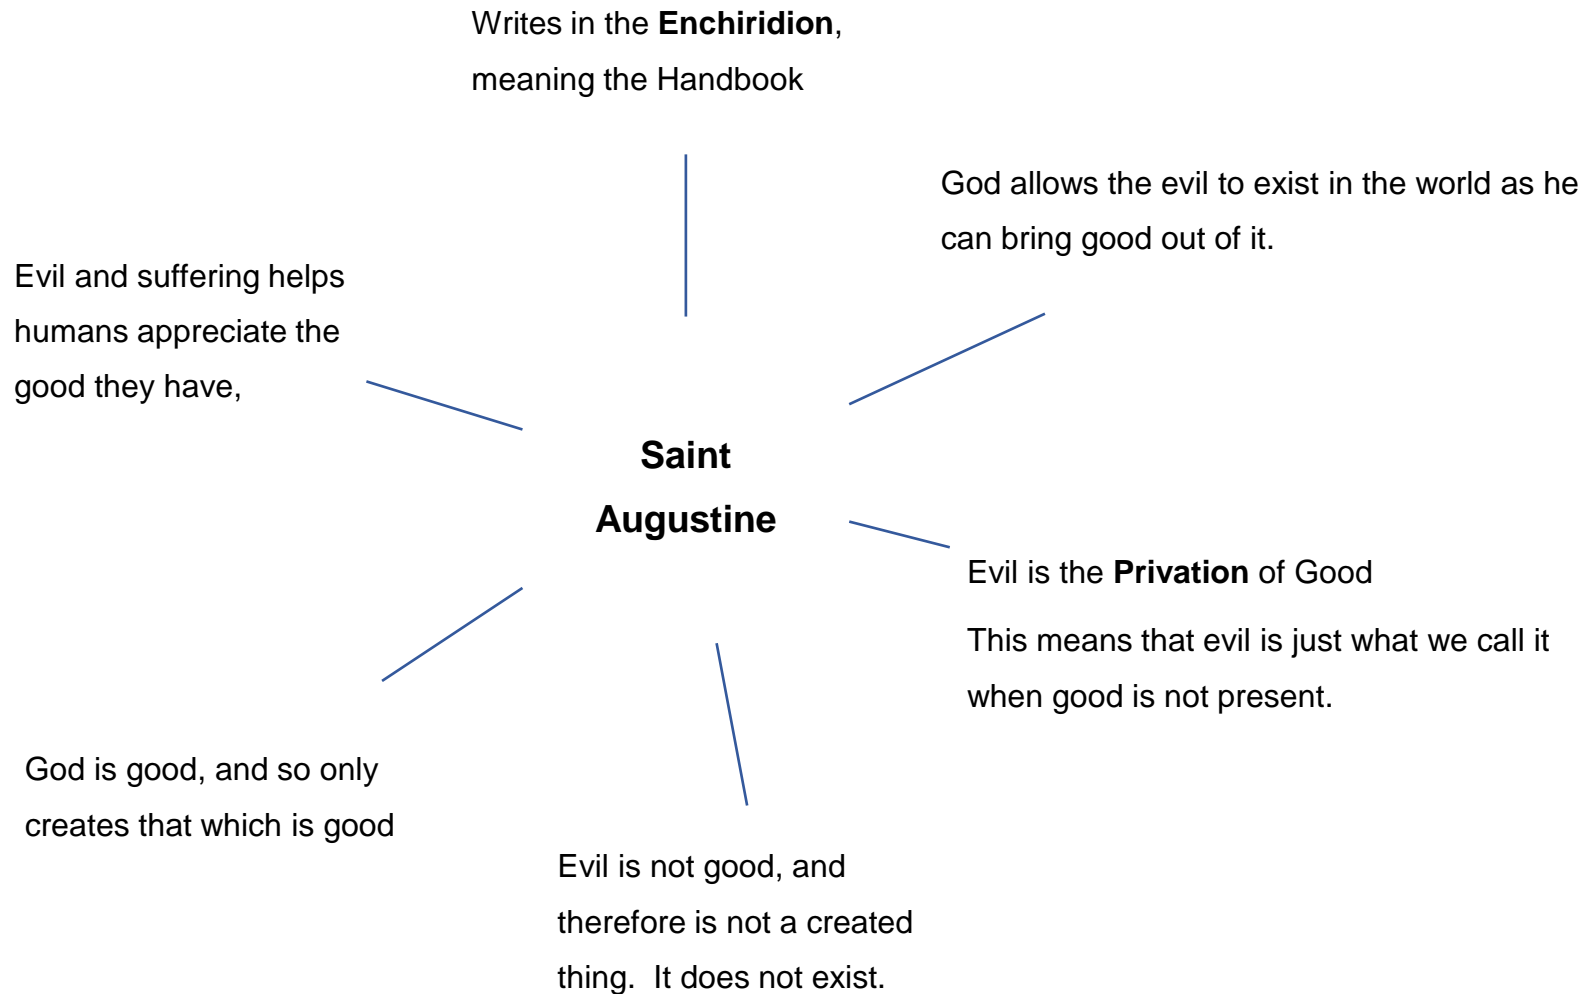 Writes in the Enchiridion,
meaning the Handbook
God allows the evil to exist in the world as he
can bring good out of it.
Evil and suffering helps
humans appreciate the
good they have,
Saint
Augustine
Evil is the Privation of Good
This means that evil is just what we call it
when good is not present.
God is good, and so only
creates that which is good
Evil is not good, and
therefore is not a created
thing.  It does not exist.